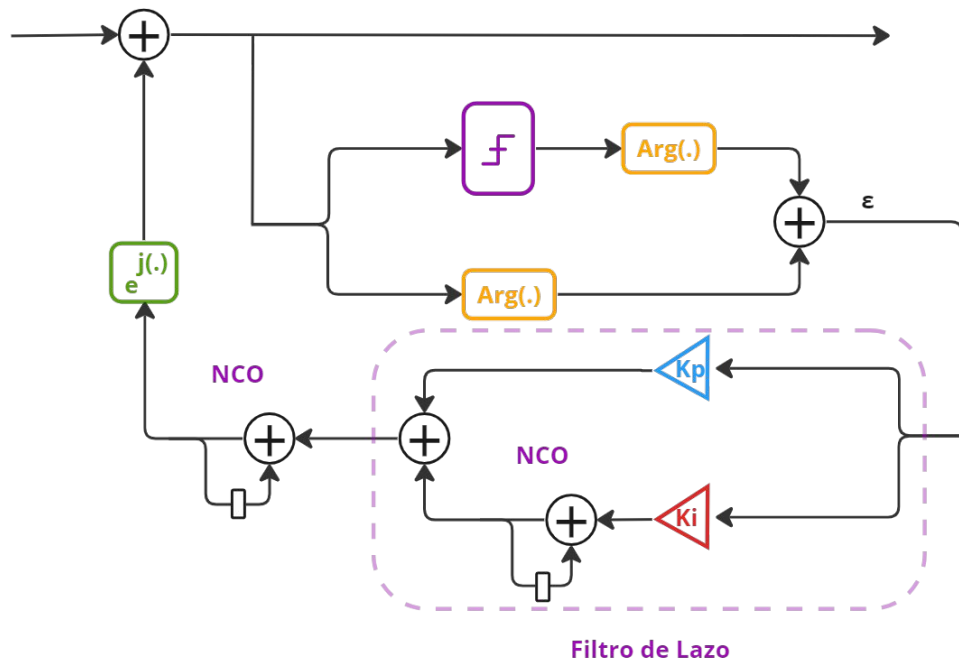 Arg(.)
ε
j(.)
e
Arg(.)
NCO
Kp
NCO
Ki
Filtro de Lazo